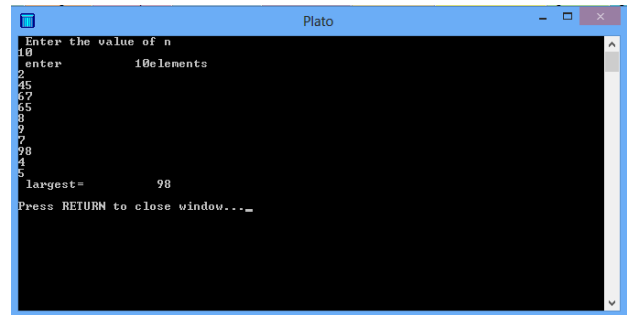 Plato
Enter the value of n
10
enter 10elements
2
45
67
65
8
9
7
98
4
5
largest= 98
Press RETURN to close window..._